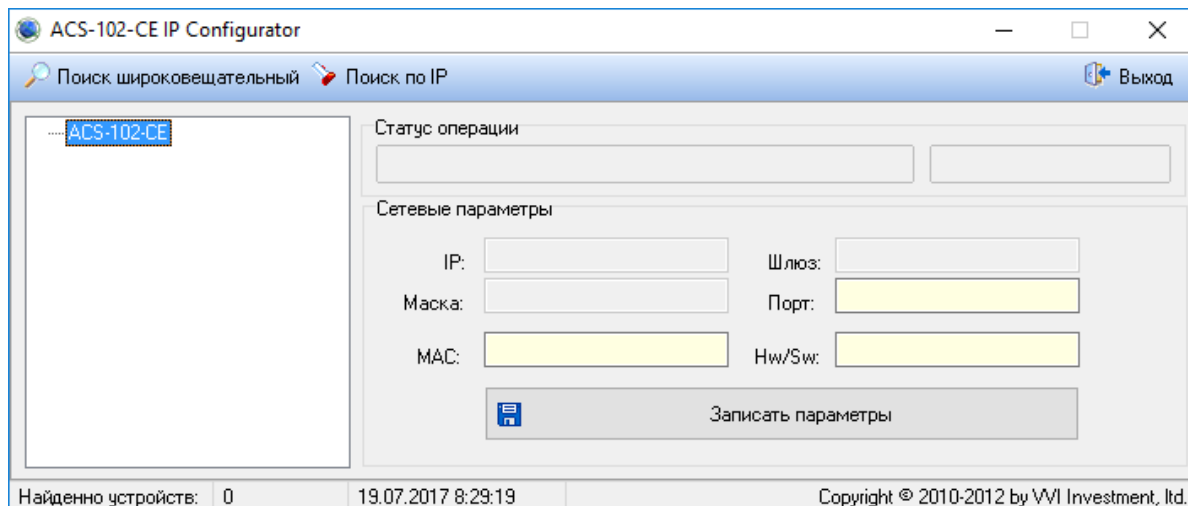 ACS-102-CE IP Configurator
Поиск широковещательный Поиск по IP Выход
ACS-102-CE
Статус операции
Сетевые параметры
IP: Шлюз:
Маска: Порт:
MAC: Hw/Sw:
Записать параметры
Найденно устройств: 0 19.07.2017 8:29:19 Copyright © 2010-2012 by VVI Investment, ltd.